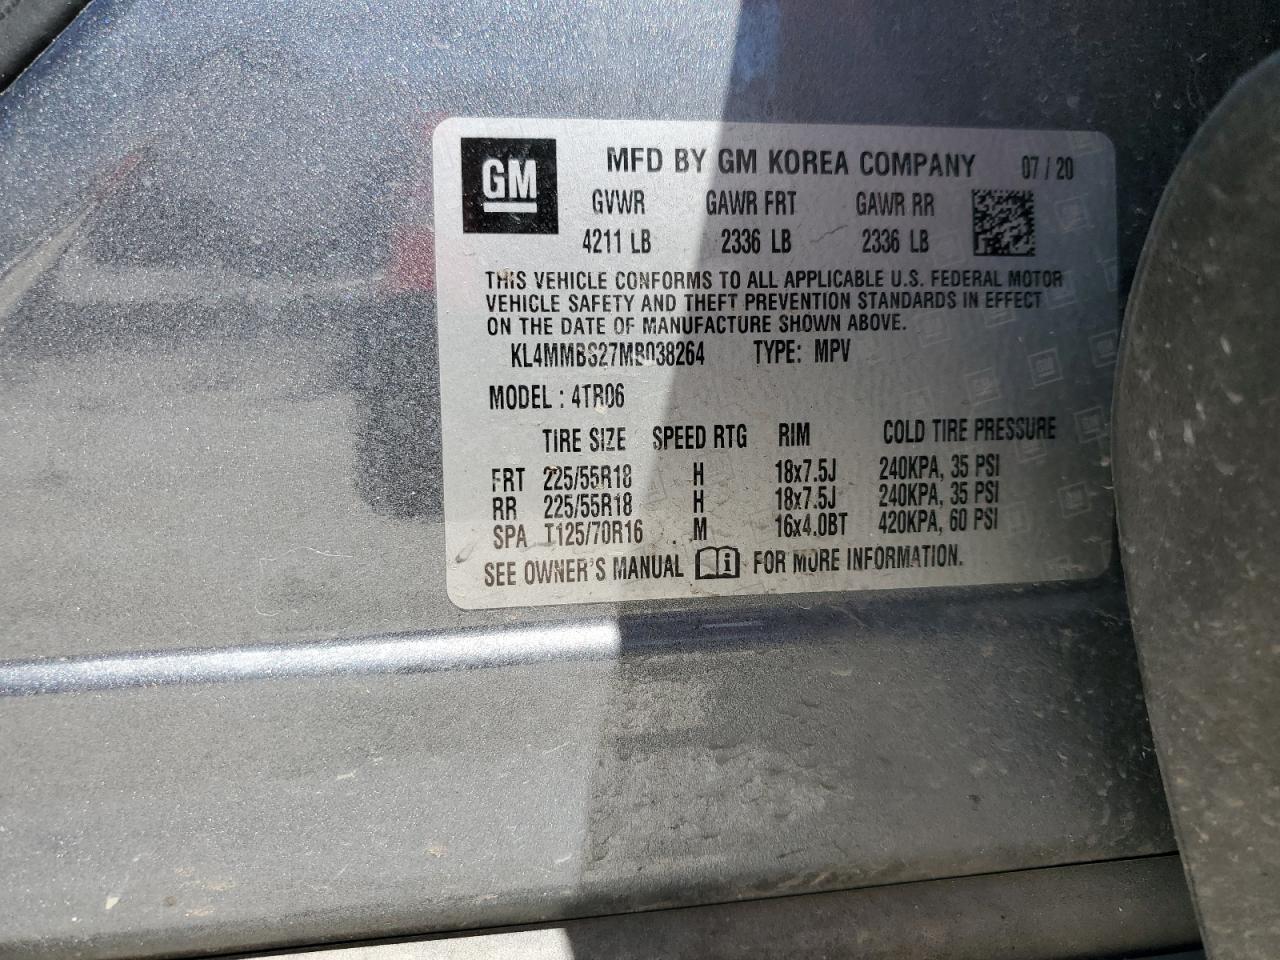 GM MFD BY GM KOREA COMPANY 07 / 20
GVWR GAWR FRT GAWR RR
4211 LB 2336 LB 2336 LB
THIS VEHICLE CONFORMS TO ALL APPLICABLE U.S. FEDERAL MOTOR
VEHICLE SAFETY AND THEFT PREVENTION STANDARDS IN EFFECT
ON THE DATE OF MANUFACTURE SHOWN ABOVE.
KL4MMBS27MB038264 TYPE: MPV
MODEL : 4TR06
TIRE SIZE SPEED RTG RIM COLD TIRE PRESSURE
FRT 225/55R18 H 18x7.5J 240KPA, 35 PSI
RR 225/55R18 H 18x7.5J 240KPA, 35 PSI
SPA T125/70R16 M 16x4.0BT 420KPA, 60 PSI
SEE OWNER'S MANUAL FOR MORE INFORMATION.